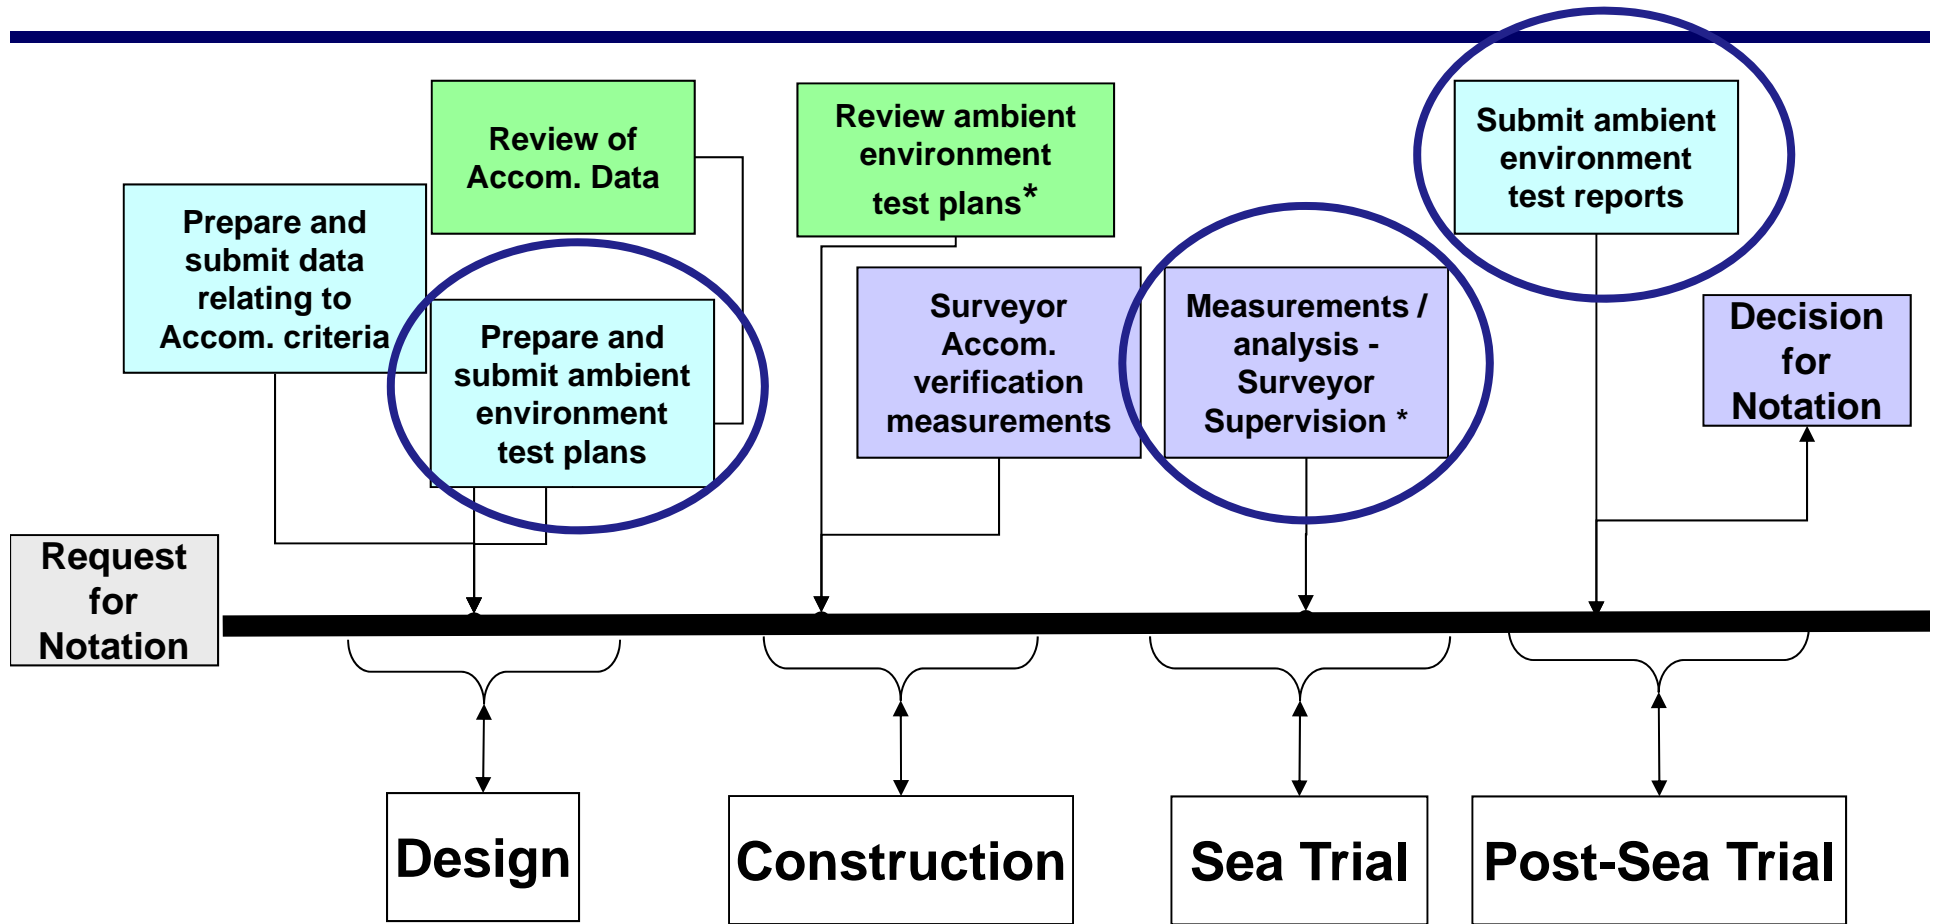 Review of
Accom. Data
Review ambient
environment
test plans*
Submit ambient
environment
test reports
Prepare and
submit data
relating to
Accom. criteria
Prepare and
submit ambient
environment
test plans
Surveyor
Accom.
verification
measurements
Measurements /
analysis -
Surveyor
Supervision *
Decision
for
Notation
Request
for
Notation
Design
Construction
Sea Trial
Post-Sea Trial